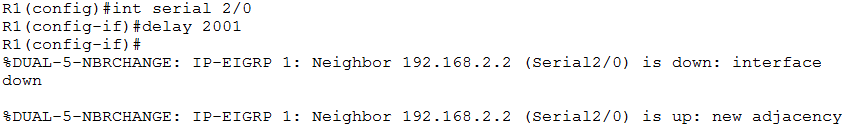 R1(config)#int serial 2/0
R1(config-if)#delay 2001
R1(config-if)#
%DUAL-5-NBRCHANGE: IP-EIGRP 1: Neighbor 192.168.2.2 (Serial2/0) is down: interface
down
%DUAL-5-NBRCHANGE: IP-EIGRP 1: Neighbor 192.168.2.2 (Serial2/0) is up: new adjacency